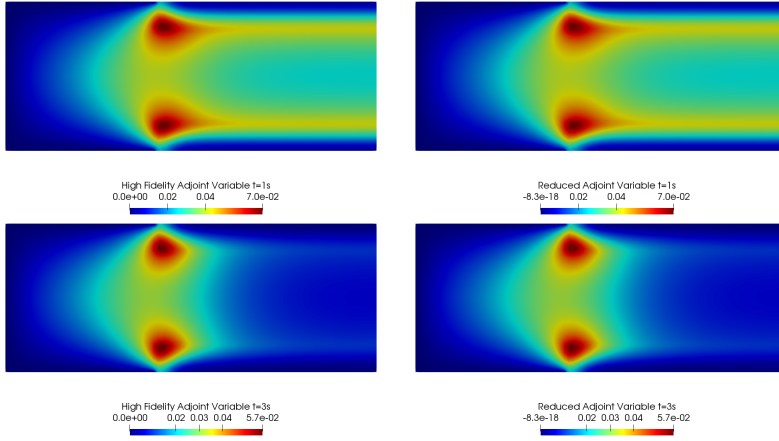 High Fidelity Adjoint Variable t=1s
0.0e+00 0.02 0.04 7.0e-02
Reduced Adjoint Variable t=1s
-8.3e-18 0.02 0.04 7.0e-02
High Fidelity Adjoint Variable t=3s
0.0e+00 0.02 0.03 0.04 5.7e-02
Reduced Adjoint Variable t=3s
-8.3e-18 0.02 0.03 0.04 5.7e-02